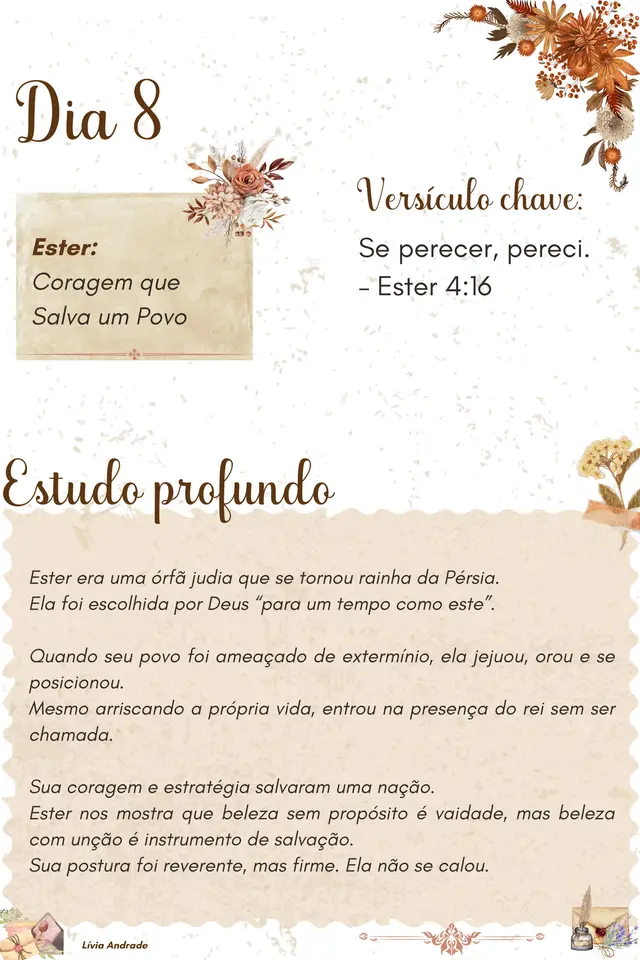 Dia 8
Ester:
Coragem que
Salva um Povo
Versículo chave:
Se perecer, pereci.
- Ester 4:16
Estudo profundo
Ester era uma órfã judia que se tornou rainha da Pérsia.
Ela foi escolhida por Deus “para um tempo como este”.
Quando seu povo foi ameaçado de extermínio, ela jejuou, orou e se
posicionou.
Mesmo arriscando a própria vida, entrou na presença do rei sem ser
chamada.
Sua coragem e estratégia salvaram uma nação.
Ester nos mostra que beleza sem propósito é vaidade, mas beleza
com unção é instrumento de salvação.
Sua postura foi reverente, mas firme. Ela não se calou.
Lívia Andrade